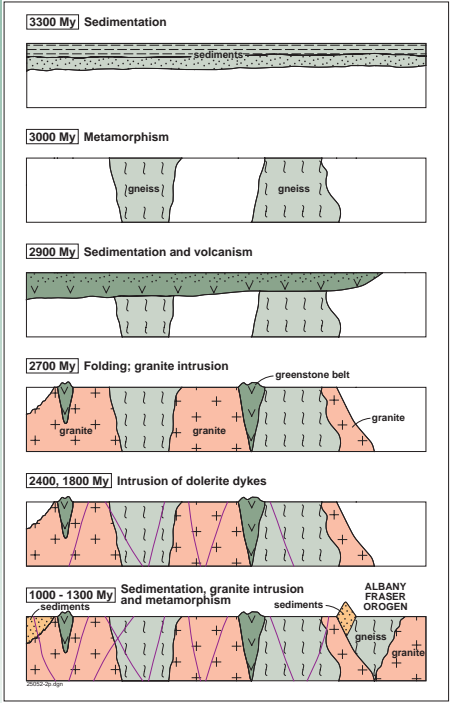 3300 My Sedimentation
sediments
3000 My Metamorphism
gneiss
gneiss
2900 My Sedimentation and volcanism
2700 My Folding; granite intrusion
greenstone belt
granite
granite
granite
2400, 1800 My Intrusion of dolerite dykes
1000 - 1300 My Sedimentation, granite intrusion
and metamorphism
ALBANY
FRASER
OROGEN
sediments
sediments
gneiss
granite
25052-2p.dgn